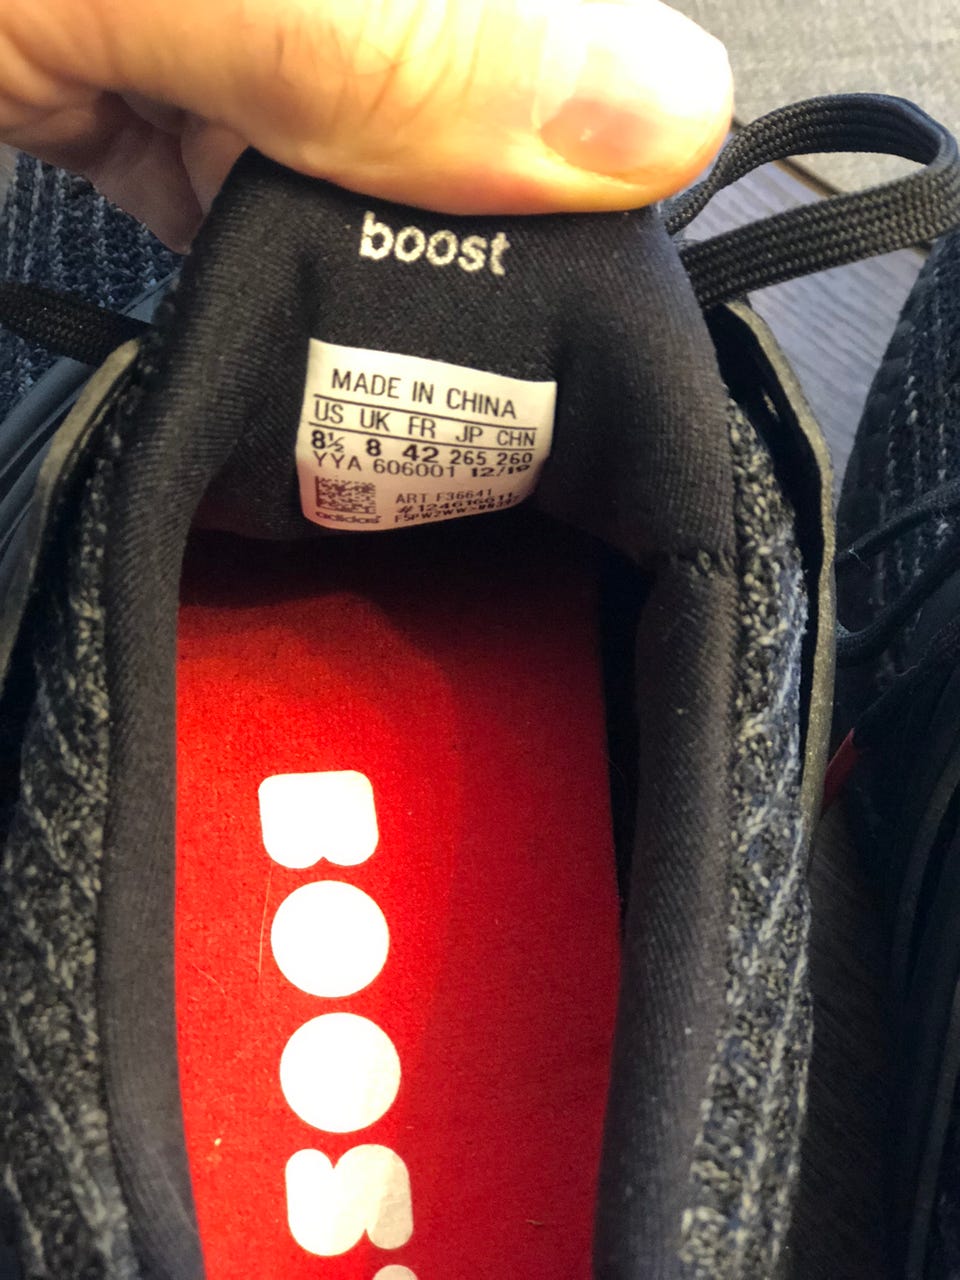 boost
MADE IN CHINA
US UK FR JP CHN
8½ 8 42 265 260
YYA 606001 12/19
ART F36641
adidas
BOOS